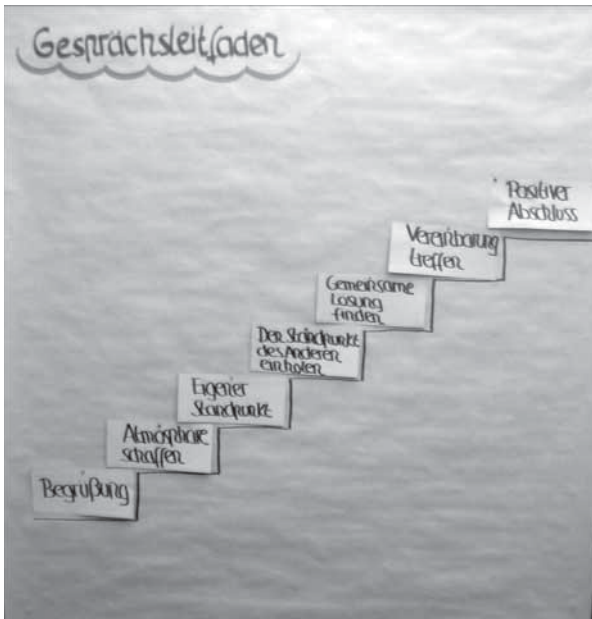 Gesprächsleitfaden
Begrüßung
Atmosphäre
schaffen
Eigener
Standpunkt
Den Standpunkt
des Anderen
einholen
Gemeinsame
Lösung
finden
Vereinbarung
treffen
Positiver
Abschluss